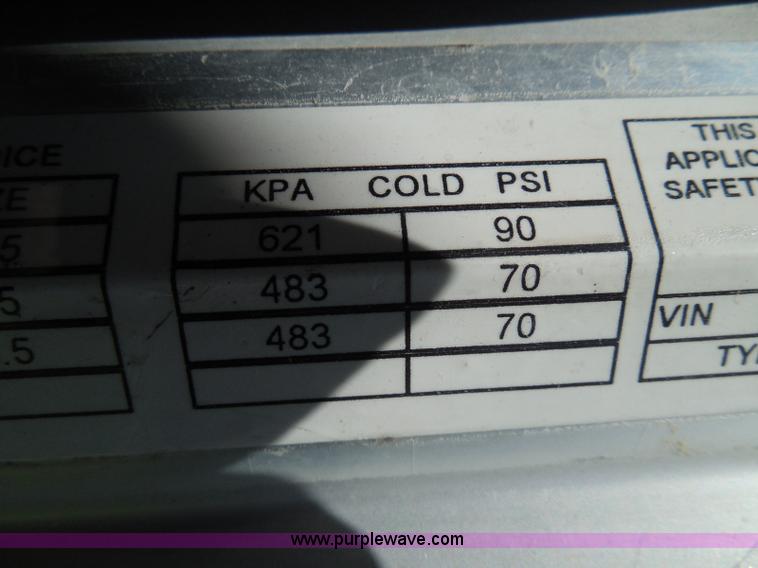 THIS
OICE
APPLIC
KPA COLD PSI
SAFET
ZE
621 90
5
483 70
5
483 70
.5
VIN
TY
www.purplewave.com